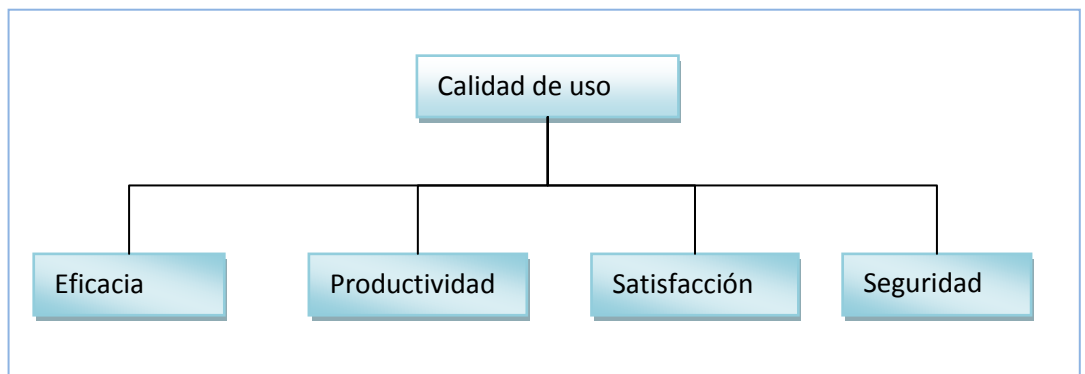 Calidad de uso
Eficacia
Productividad
Satisfacción
Seguridad